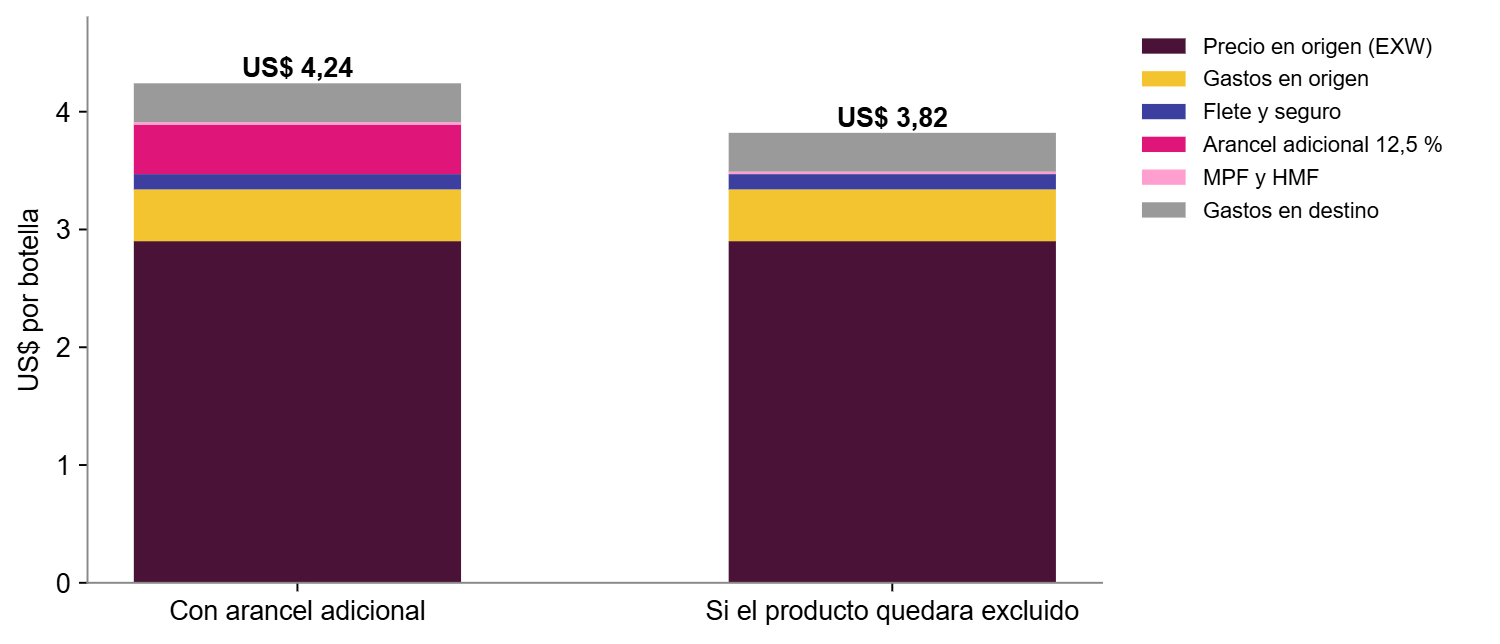 US$ 4,24
US$ 3,82
Precio en origen (EXW)
Gastos en origen
Flete y seguro
Arancel adicional 12,5 %
MPF y HMF
Gastos en destino
US$ por botella
4
3
2
1
0
Con arancel adicional
Si el producto quedara excluido